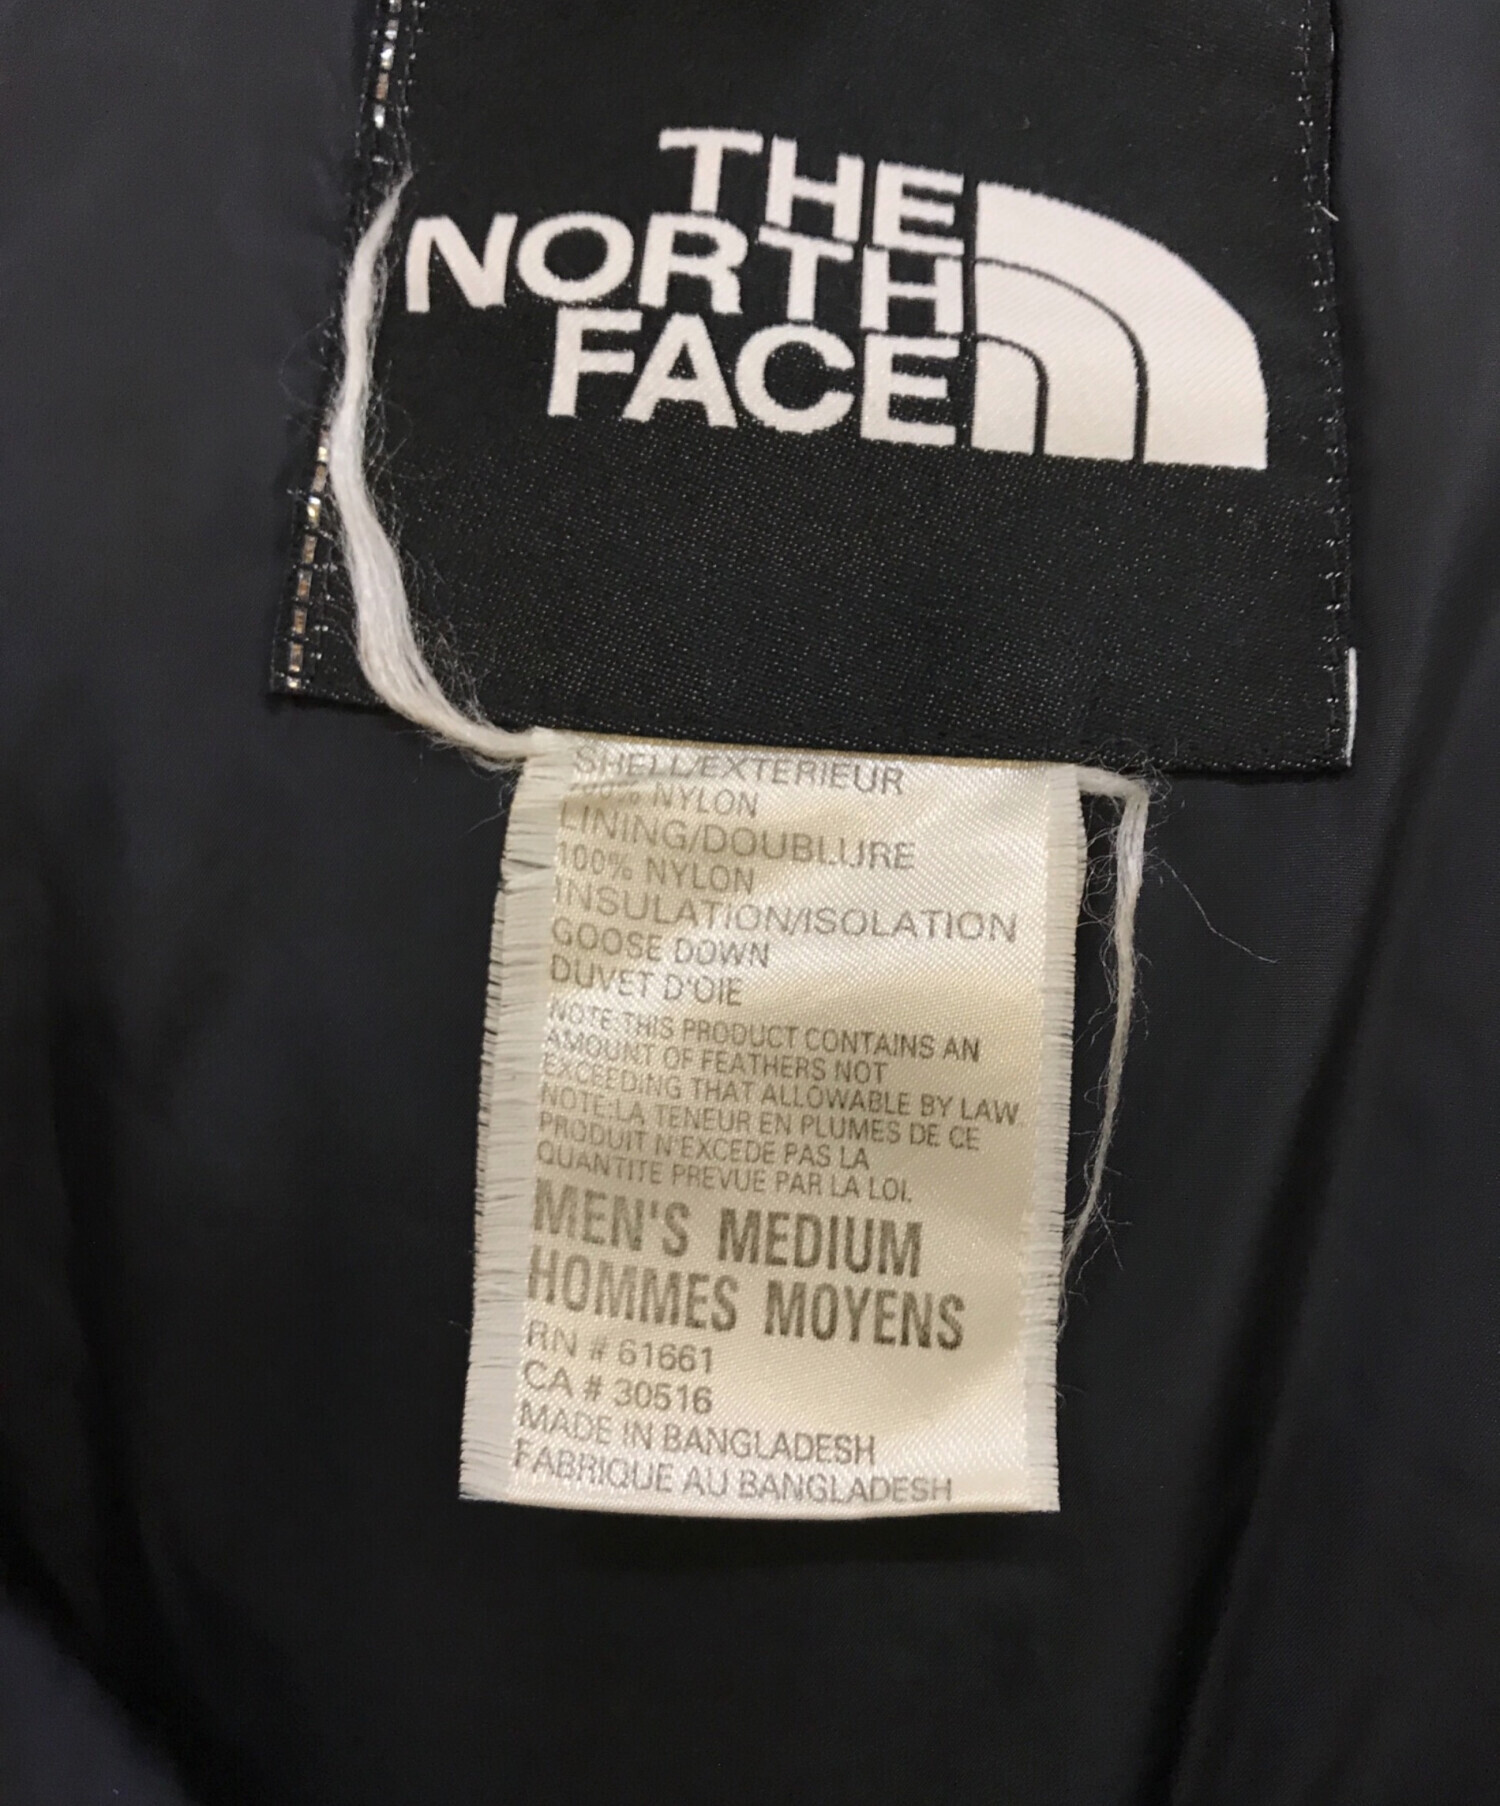 THE
NORTH
FACE
SHELL/EXTERIEUR
100% NYLON
LINING/DOUBLURE
100% NYLON
INSULATION/ISOLATION
GOOSE DOWN
DUVET D'OIE
NOTE:THIS PRODUCT CONTAINS AN
AMOUNT OF FEATHERS NOT
EXCEEDING THAT ALLOWABLE BY LAW.
NOTE:LA TENEUR EN PLUMES DE CE
PRODUIT N'EXCEDE PAS LA
QUANTITE PREVUE PAR LA LOI.
MEN'S MEDIUM
HOMMES MOYENS
RN # 61661
CA # 30516
MADE IN BANGLADESH
FABRIQUE AU BANGLADESH